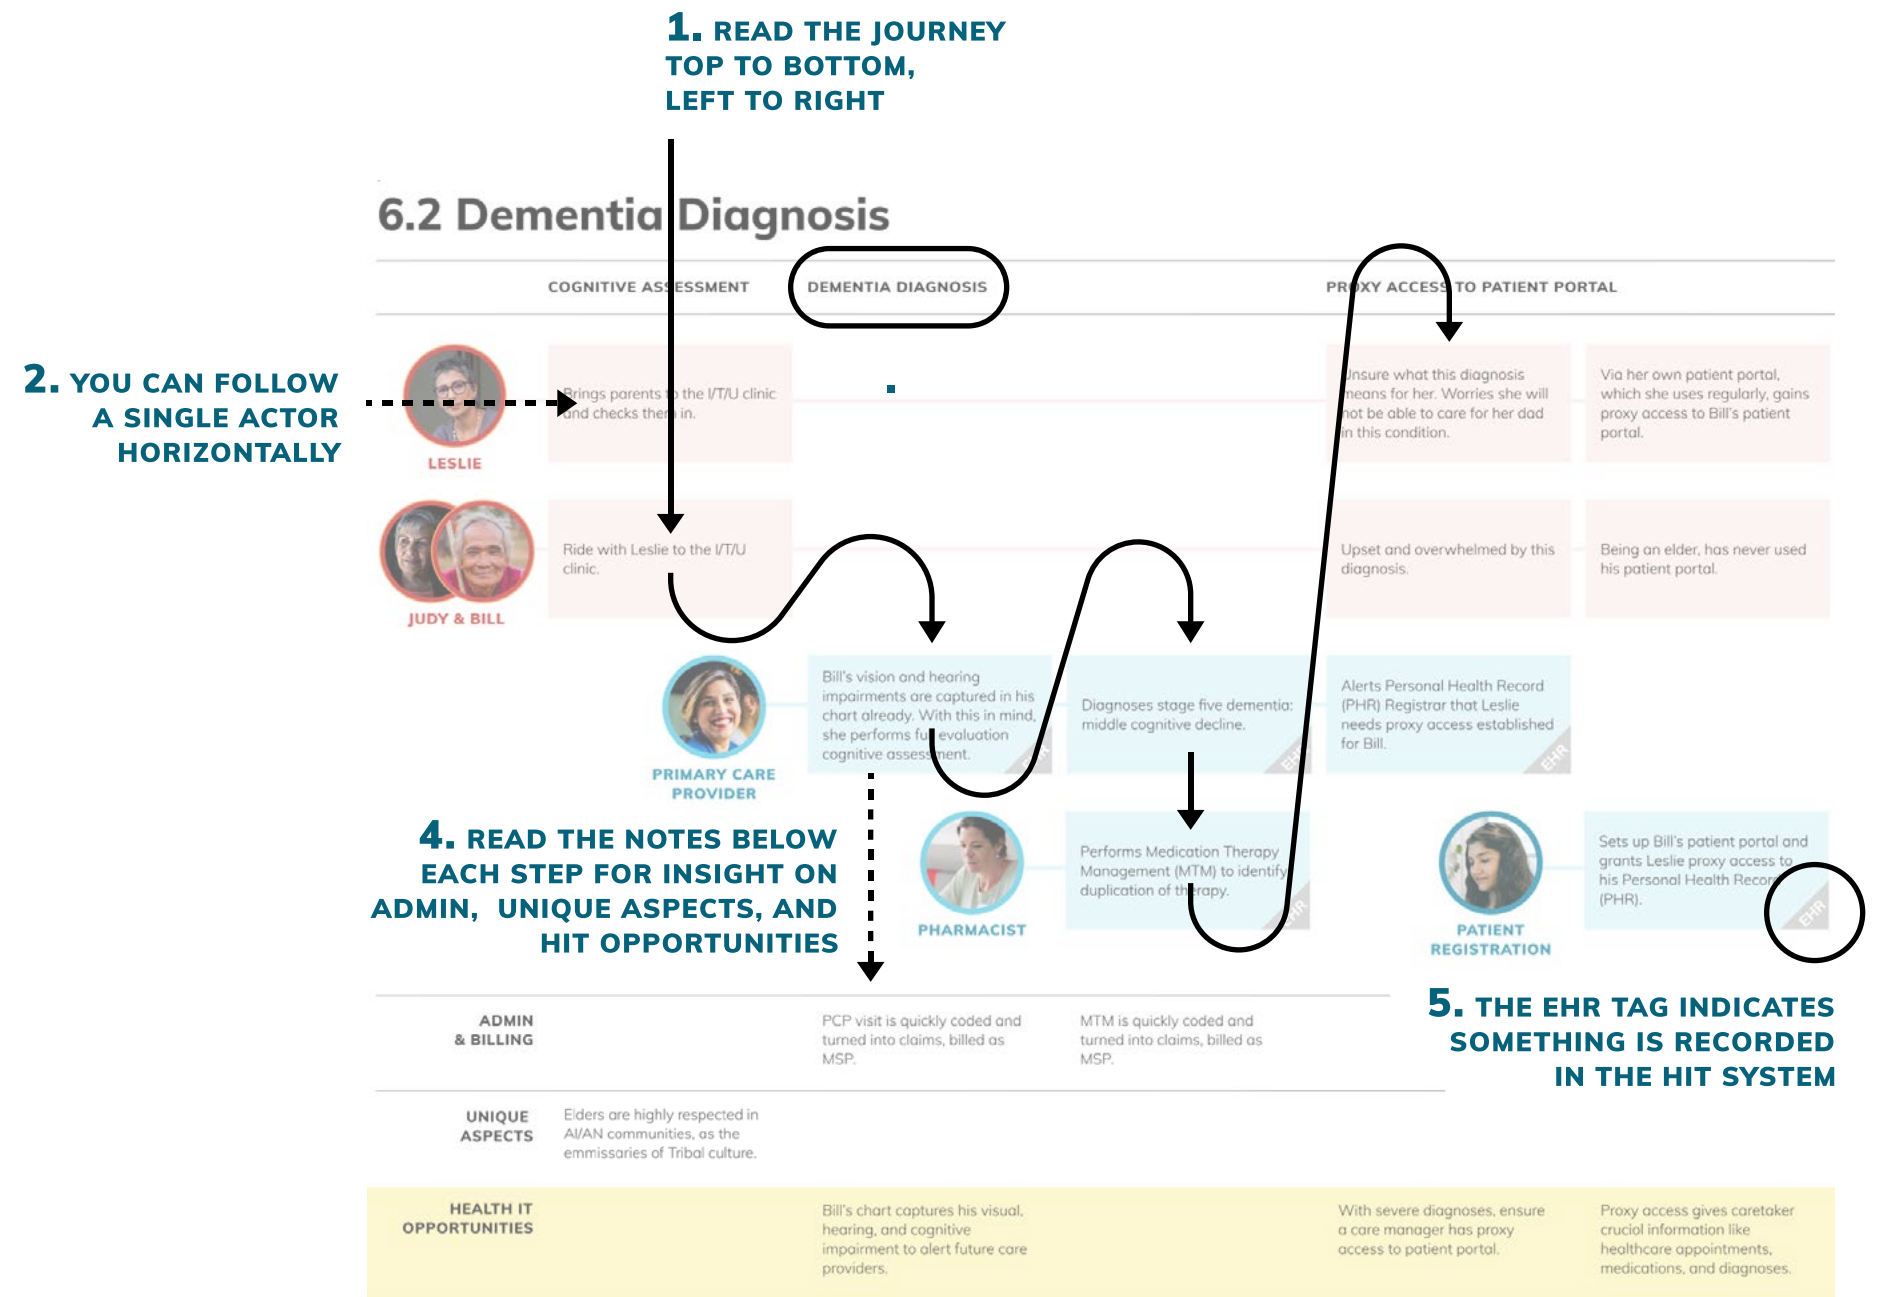 1. READ THE JOURNEY
TOP TO BOTTOM,
LEFT TO RIGHT
6.2 Dementia Diagnosis
COGNITIVE ASSESSMENT
DEMENTIA DIAGNOSIS
PROXY ACCESS TO PATIENT PORTAL
2. YOU CAN FOLLOW
A SINGLE ACTOR
HORIZONTALLY
LESLIE
Brings parents to the I/T/U clinic
and checks them in.
Unsure what this diagnosis
means for her. Worries she will
not be able to care for her dad
in this condition.
Via her own patient portal,
which she uses regularly, gains
proxy access to Bill's patient
portal.
JUDY & BILL
Ride with Leslie to the I/T/U
clinic.
Upset and overwhelmed by this
diagnosis.
Being an elder, has never used
his patient portal.
PRIMARY CARE
PROVIDER
Bill's vision and hearing
impairments are captured in his
chart already. With this in mind,
she performs full evaluation
cognitive assessment.
EHR
Diagnoses stage five dementia:
middle cognitive decline.
EHR
Alerts Personal Health Record
(PHR) Registrar that Leslie
needs proxy access established
for Bill.
EHR
4. READ THE NOTES BELOW
EACH STEP FOR INSIGHT ON
ADMIN, UNIQUE ASPECTS, AND
HIT OPPORTUNITIES
PHARMACIST
Performs Medication Therapy
Management (MTM) to identify
duplication of therapy.
EHR
PATIENT
REGISTRATION
Sets up Bill's patient portal and
grants Leslie proxy access to
his Personal Health Record
(PHR).
EHR
5. THE EHR TAG INDICATES
SOMETHING IS RECORDED
IN THE HIT SYSTEM
ADMIN
& BILLING
PCP visit is quickly coded and
turned into claims, billed as
MSP.
MTM is quickly coded and
turned into claims, billed as
MSP.
UNIQUE
ASPECTS
Elders are highly respected in
AI/AN communities, as the
emmissaries of Tribal culture.
HEALTH IT
OPPORTUNITIES
Bill's chart captures his visual,
hearing, and cognitive
impairment to alert future care
providers.
With severe diagnoses, ensure
a care manager has proxy
access to patient portal.
Proxy access gives caretaker
crucial information like
healthcare appointments,
medications, and diagnoses.